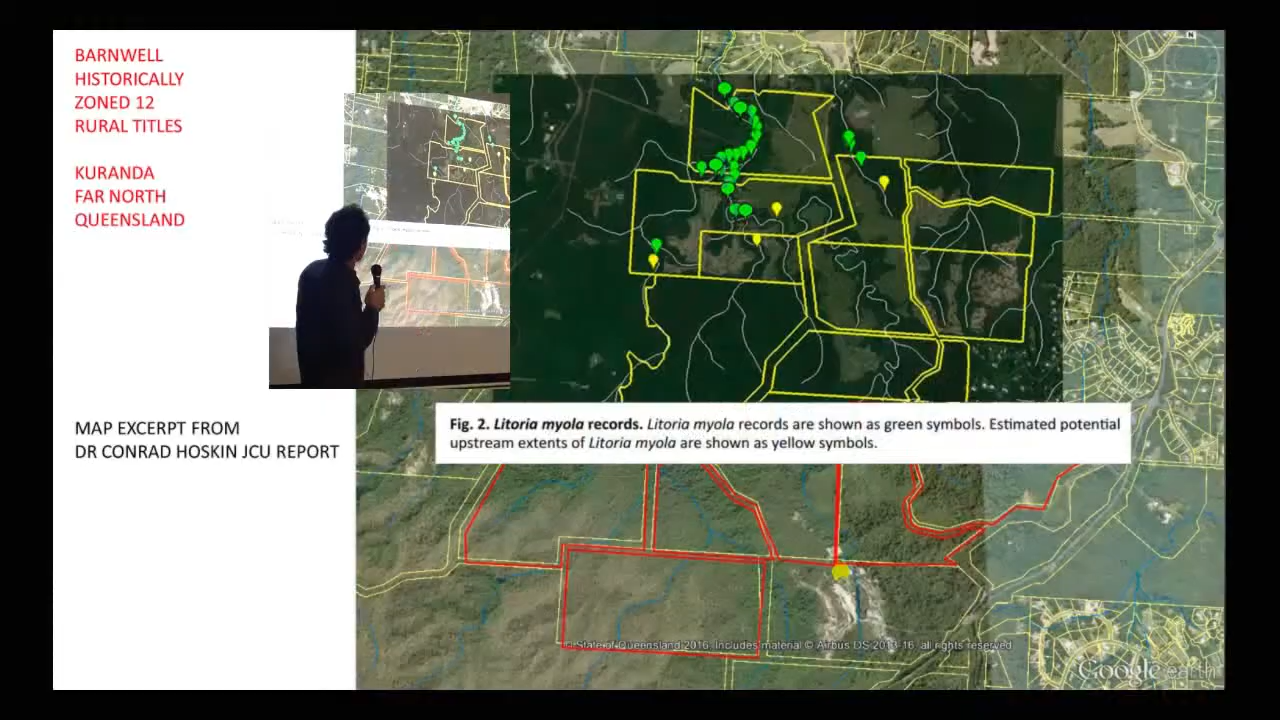 BARNWELL
HISTORICALLY
ZONED 12
RURAL TITLES
KURANDA
FAR NORTH
QUEENSLAND
MAP EXCERPT FROM
DR CONRAD HOSKIN JCU REPORT
N
Fig. 2. Litoria myola records. Litoria myola records are shown as green symbols. Estimated potential
upstream extents of Litoria myola are shown as yellow symbols.
© State of Queensland 2016. Includes material © Airbus DS 2013-16, all rights reserved
Google earth